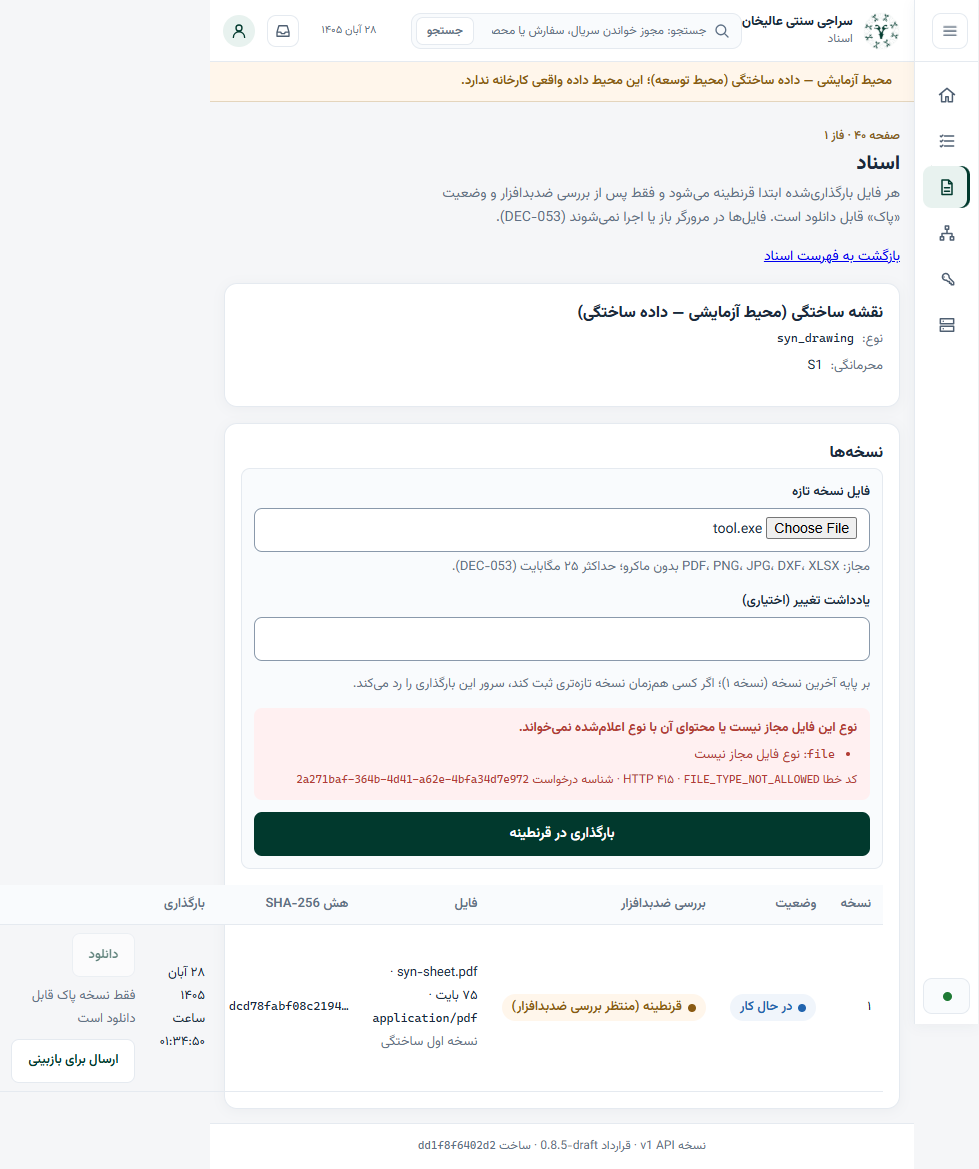 سراجی سنتی عالیخان
اسناد
جستجو: مجوز خواندن سریال، سفارش یا محصـ
جستجو
۲۸ آبان ۱۴۰۵
محیط آزمایشی — داده ساختگی (محیط توسعه)؛ این محیط داده واقعی کارخانه ندارد.
صفحه ۴۰ · فاز ۱
اسناد
هر فایل بارگذاری‌شده ابتدا قرنطینه می‌شود و فقط پس از بررسی ضدبدافزار و وضعیت
«پاک» قابل دانلود است. فایل‌ها در مرورگر باز یا اجرا نمی‌شوند (DEC-053).
بازگشت به فهرست اسناد
نقشه ساختگی (محیط آزمایشی — داده ساختگی)
نوع: syn_drawing
محرمانگی: S1
نسخه‌ها
فایل نسخه تازه
Choose File tool.exe
مجاز: PDF، PNG، JPG، DXF، XLSX بدون ماکرو؛ حداکثر ۲۵ مگابایت (DEC-053).
یادداشت تغییر (اختیاری)
بر پایه آخرین نسخه (نسخه ۱)؛ اگر کسی هم‌زمان نسخه تازه‌تری ثبت کند، سرور این بارگذاری را رد می‌کند.
نوع این فایل مجاز نیست یا محتوای آن با نوع اعلام‌شده نمی‌خواند.
• file: نوع فایل مجاز نیست
کد خطا FILE_TYPE_NOT_ALLOWED · HTTP ۴۱۵ · شناسه درخواست 2a271baf-364b-4d41-a62e-4bfa34d7e972
بارگذاری در قرنطینه
نسخه وضعیت بررسی ضدبدافزار فایل هش SHA-256 بارگذاری
۱ در حال کار قرنطینه (منتظر بررسی ضدبدافزار)
syn-sheet.pdf ·
۷۵ بایت ·
application/pdf
نسخه اول ساختگی
dcd78fabf08c2194…
۲۸ آبان
۱۴۰۵
ساعت
۰۱:۳۴:۵۰
دانلود
فقط نسخه پاک قابل
دانلود است
ارسال برای بازبینی
نسخه API v1 · قرارداد 0.8.5-draft · ساخت dd1f8f6402d2